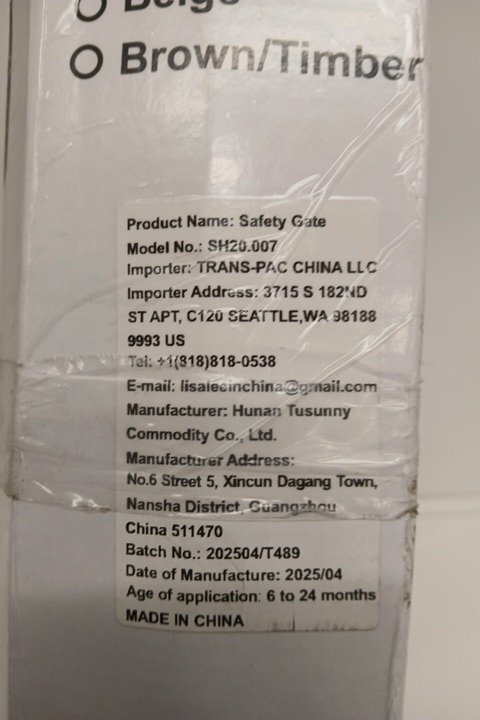 Beige
Brown/Timber
Product Name: Safety Gate
Model No.: SH20.007
Importer: TRANS-PAC CHINA LLC
Importer Address: 3715 S 182ND
ST APT, C120 SEATTLE,WA 98188
9993 US
Tel: +1(818)818-0538
E-mail: lisaleeinchina@gmail.com
Manufacturer: Hunan Tusunny
Commodity Co., Ltd.
Manufacturer Address:
No.6 Street 5, Xincun Dagang Town,
Nansha District, Guangzhou
China 511470
Batch No.: 202504/T489
Date of Manufacture: 2025/04
Age of application: 6 to 24 months
MADE IN CHINA